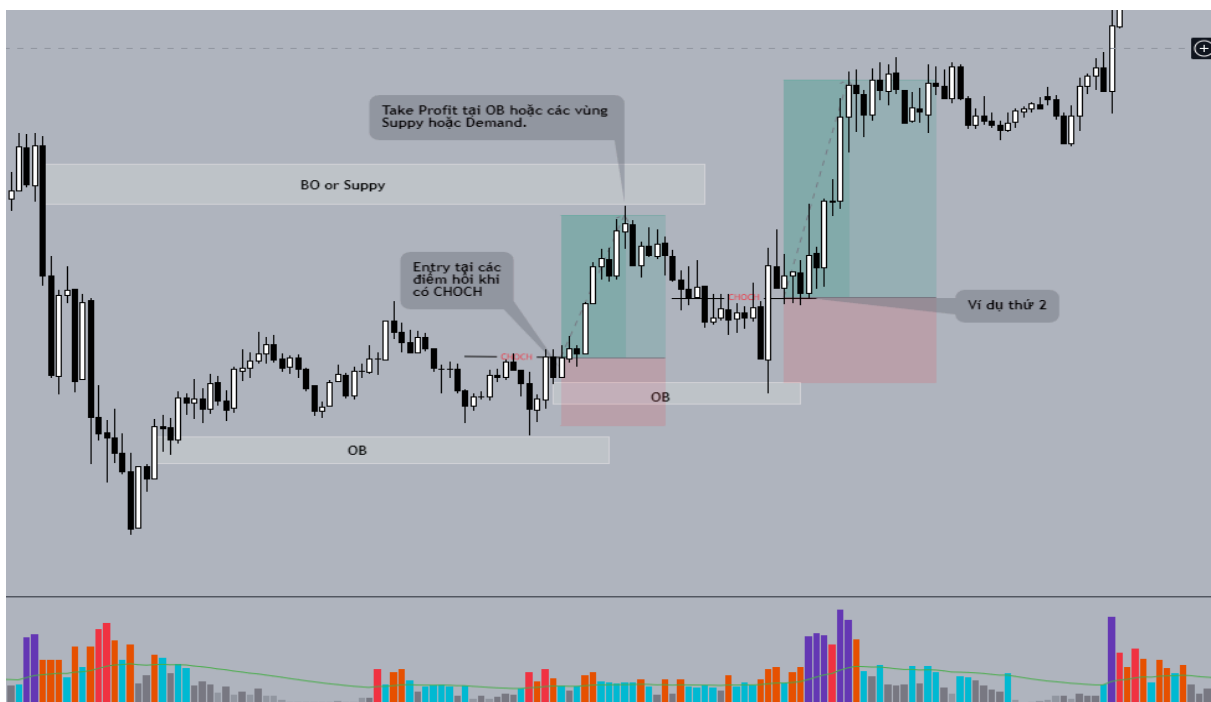 Take Profit tại OB hoặc các vùng
Suppy hoặc Demand.
BO or Suppy
Entry tại các
điểm hồi khi
có CHOCH
CHOCH
Ví dụ thứ 2
CHOCH
OB
OB